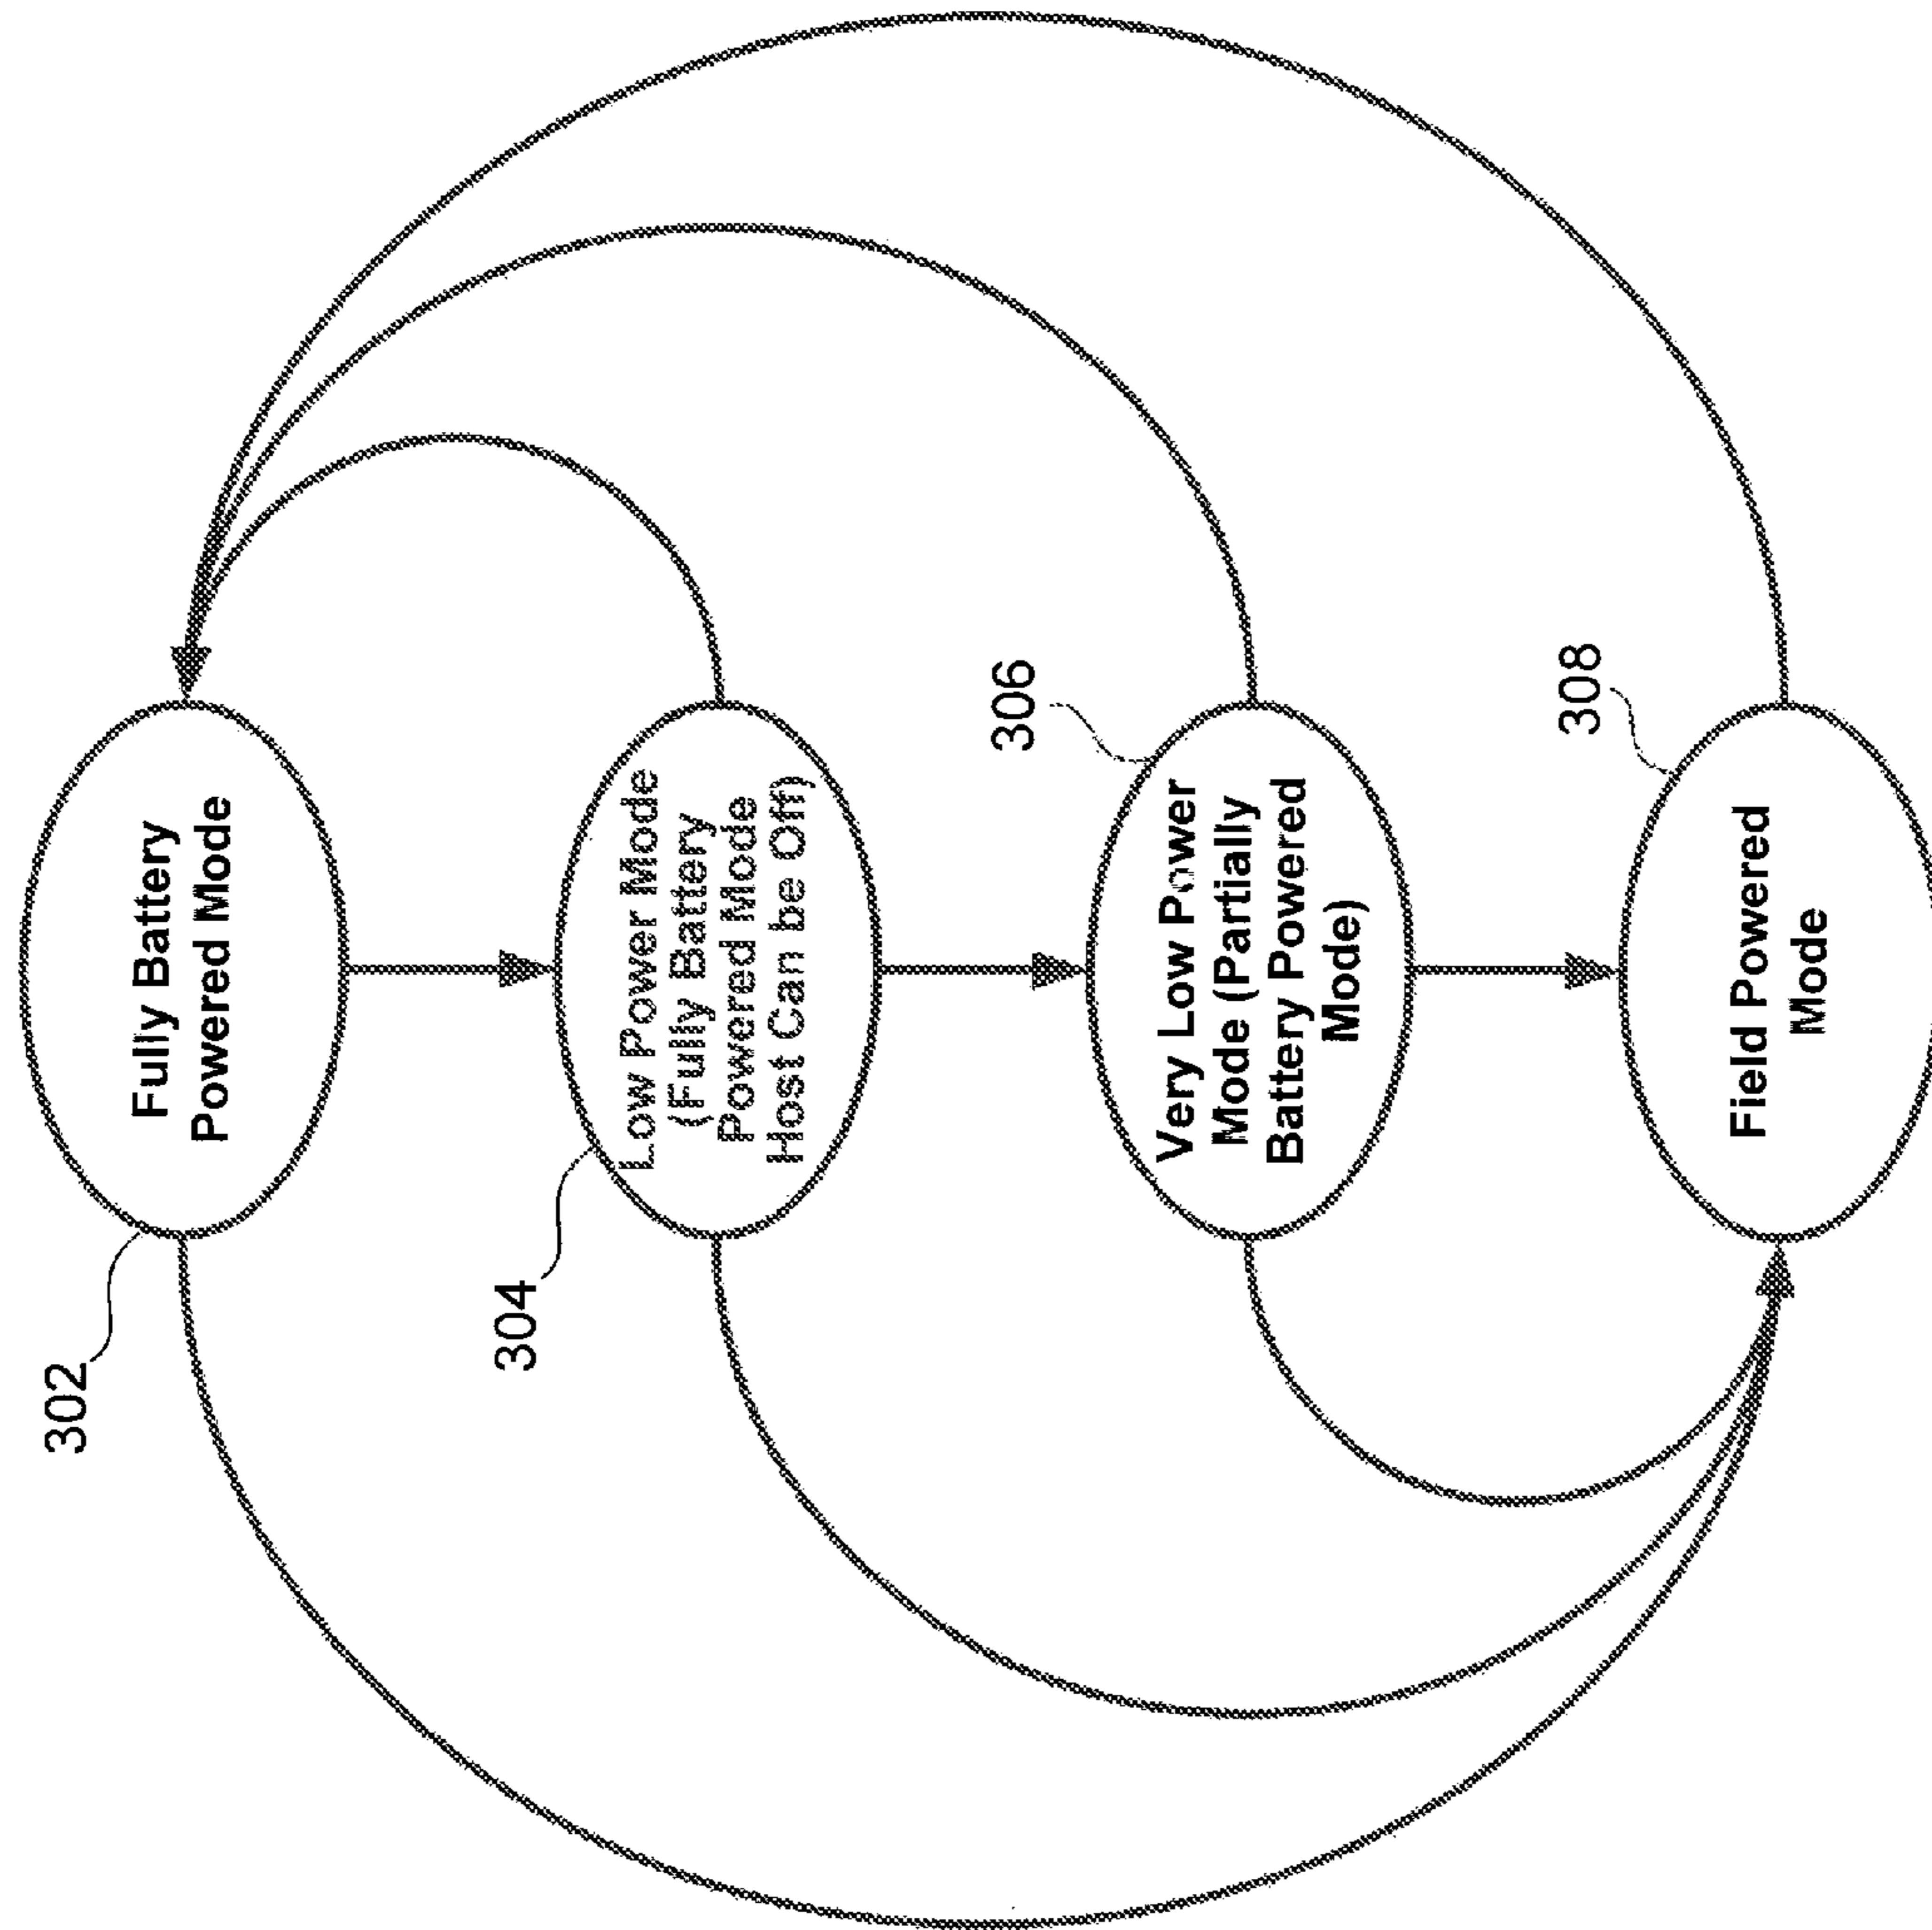 302
Fully Battery
Powered Mode
304
Low Power Mode
(Fully Battery
Powered Mode
Host Can be Off)
306
Very Low Power
Mode (Partially
Battery Powered
Mode)
308
Field Powered
Mode